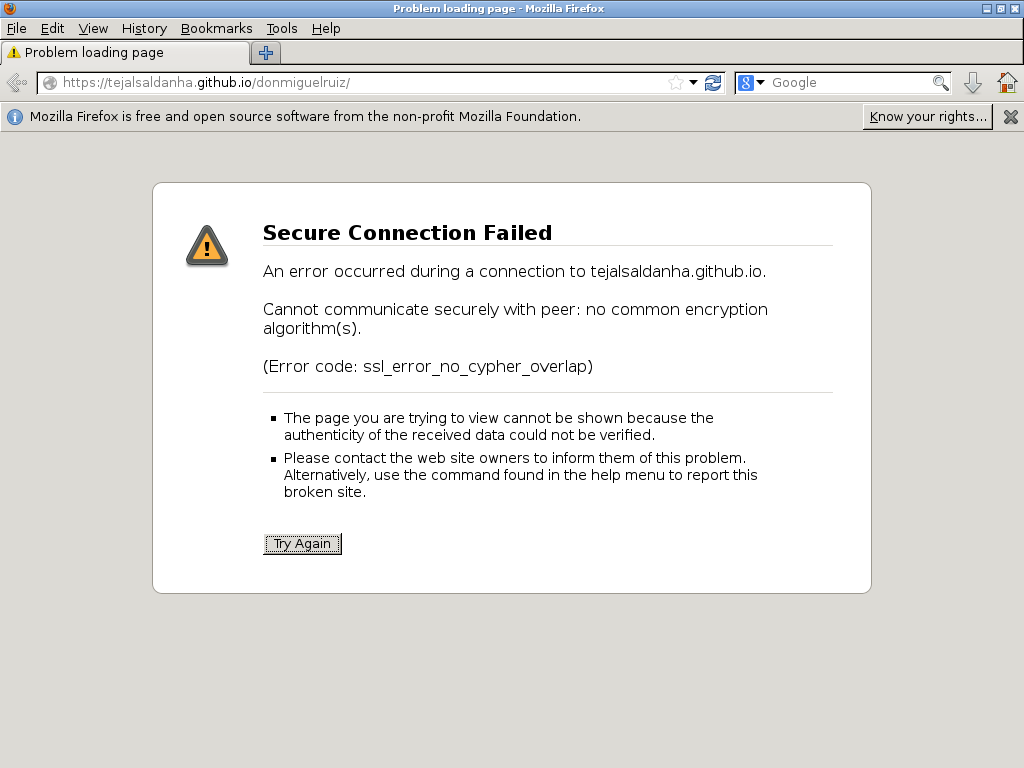 Problem loading page - Mozilla Firefox
File Edit View History Bookmarks Tools Help
Problem loading page
https://tejalsaldanha.github.io/donmiguelruiz/
Google
Mozilla Firefox is free and open source software from the non-profit Mozilla Foundation.
Know your rights...
Secure Connection Failed
An error occurred during a connection to tejalsaldanha.github.io.
Cannot communicate securely with peer: no common encryption
algorithm(s).
(Error code: ssl_error_no_cypher_overlap)
The page you are trying to view cannot be shown because the
authenticity of the received data could not be verified.
Please contact the web site owners to inform them of this problem.
Alternatively, use the command found in the help menu to report this
broken site.
Try Again